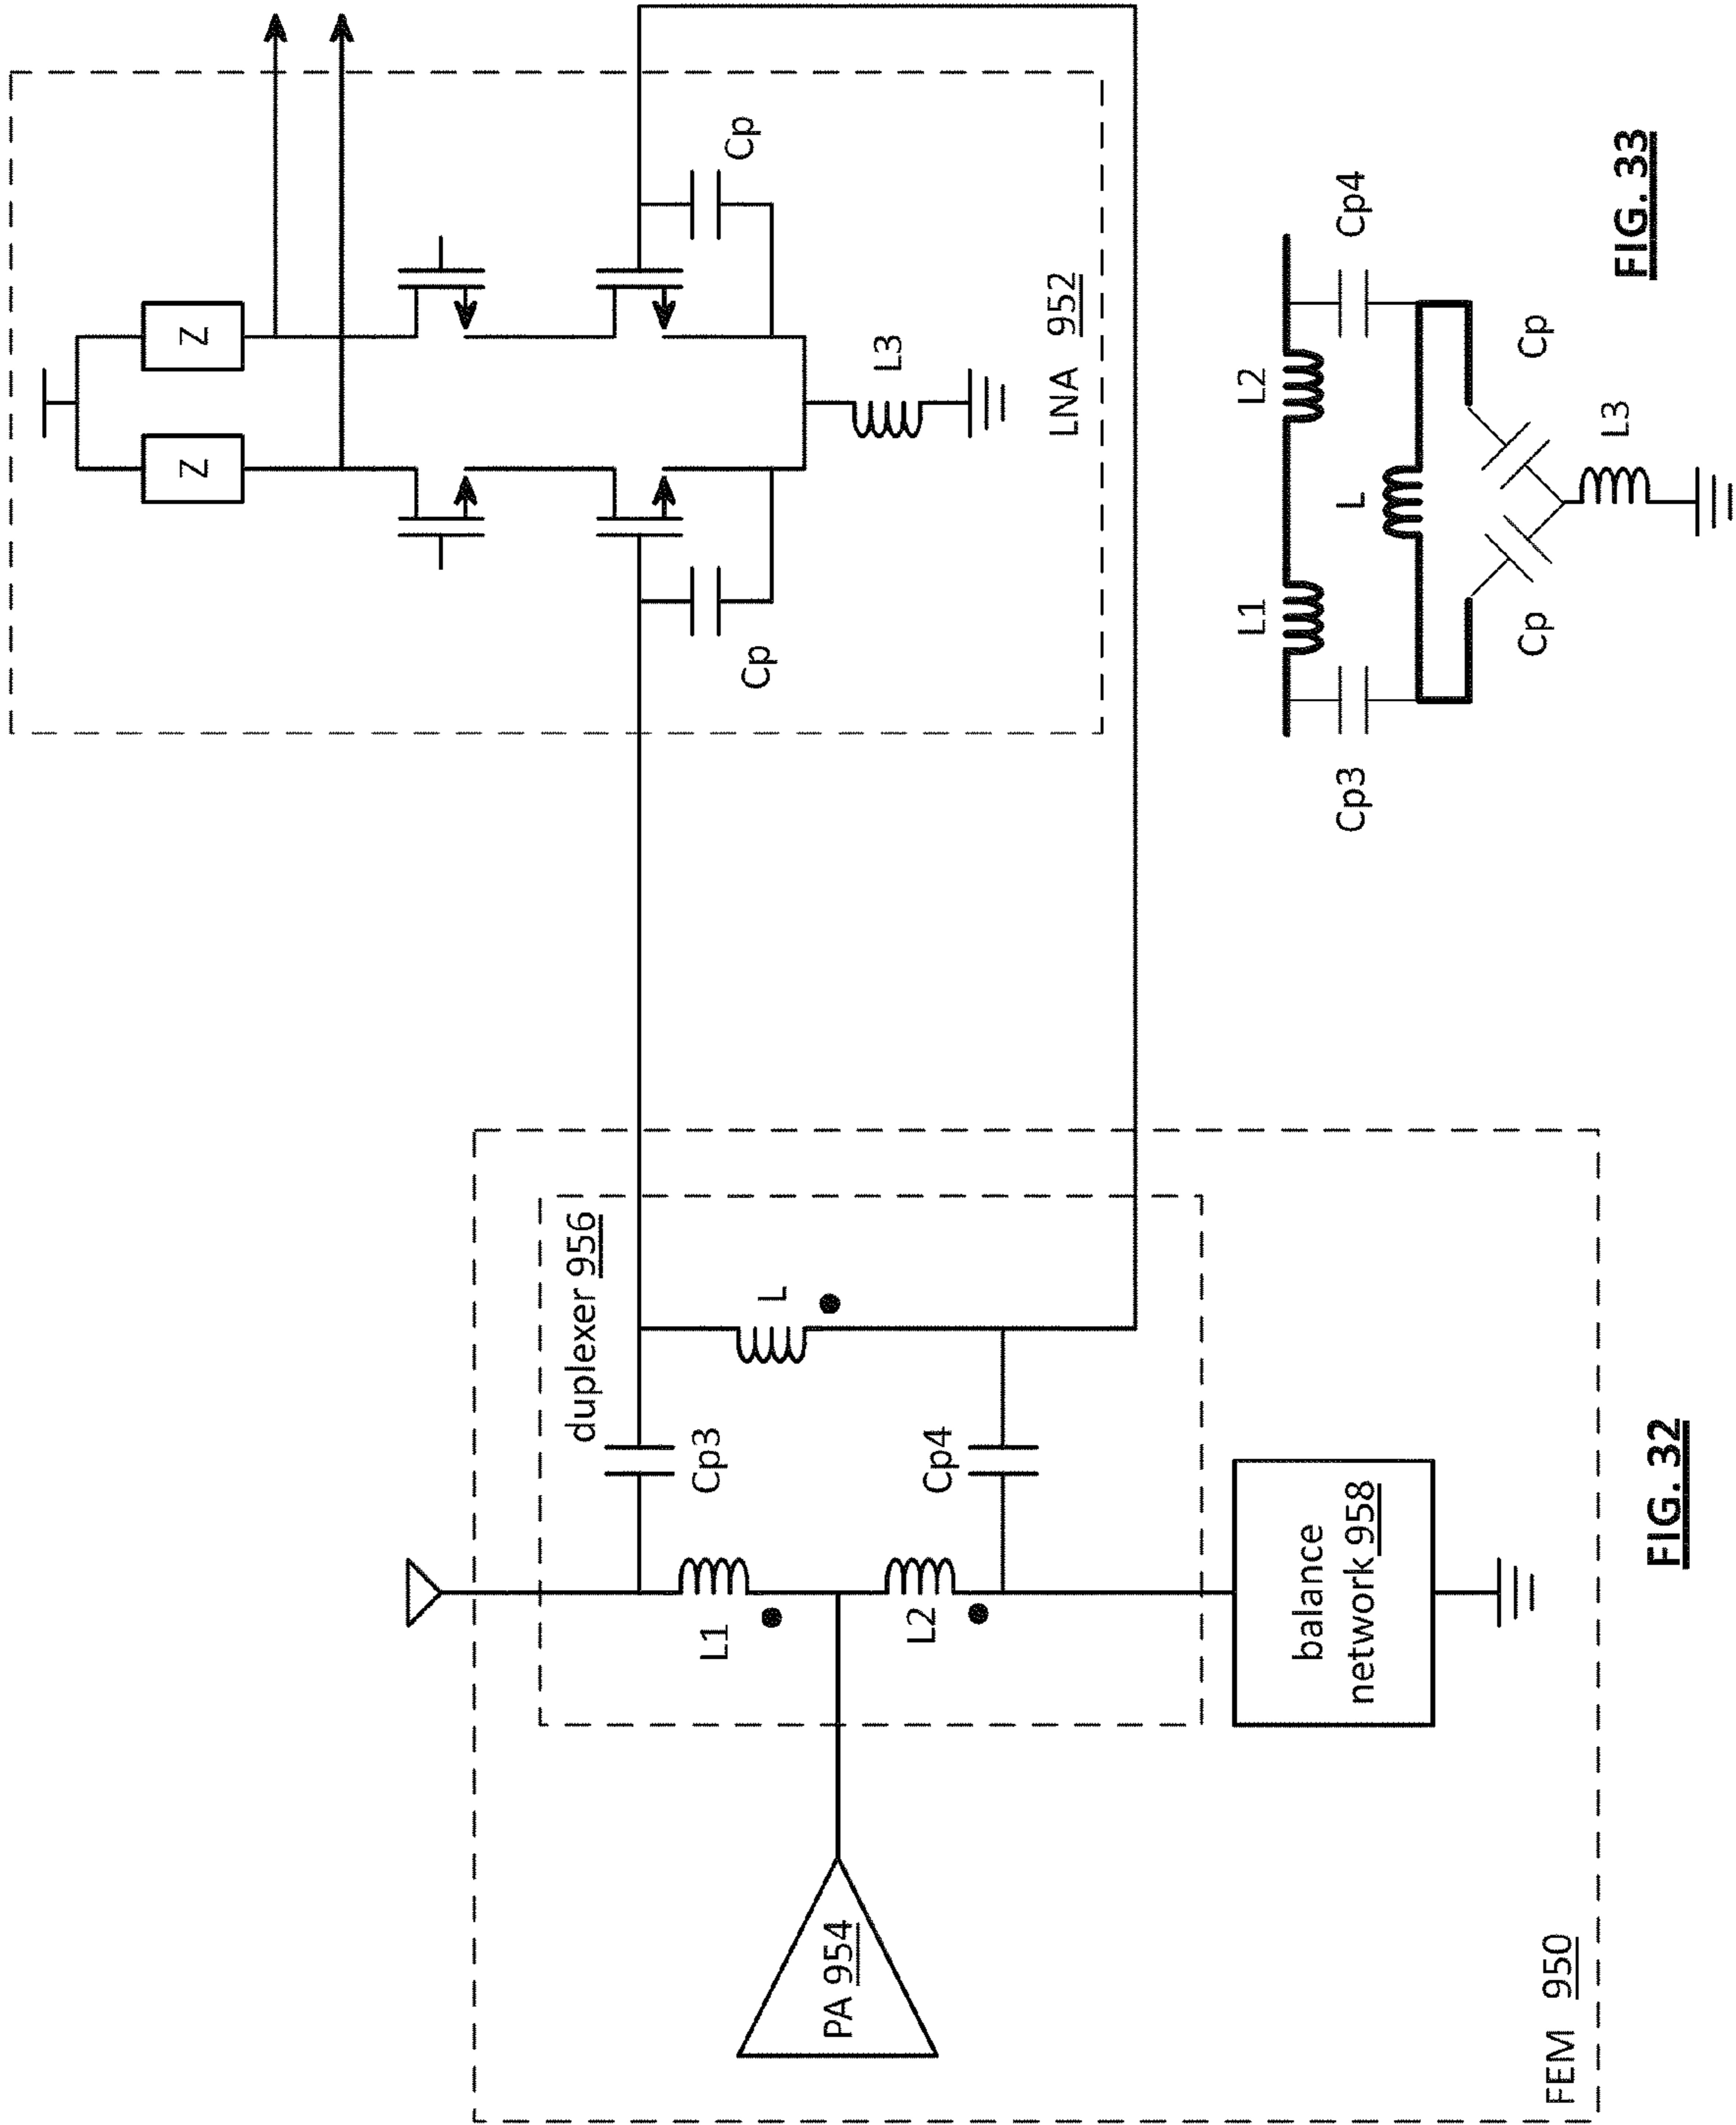 FEM 950
PA 954
duplexer 956
L1
L2
Cp3
Cp4
L
balance
network 958
LNA 952
Z
Z
Cp
Cp
L3
FIG. 32
L1
L2
Cp3
Cp4
L
Cp
Cp
L3
FIG. 33